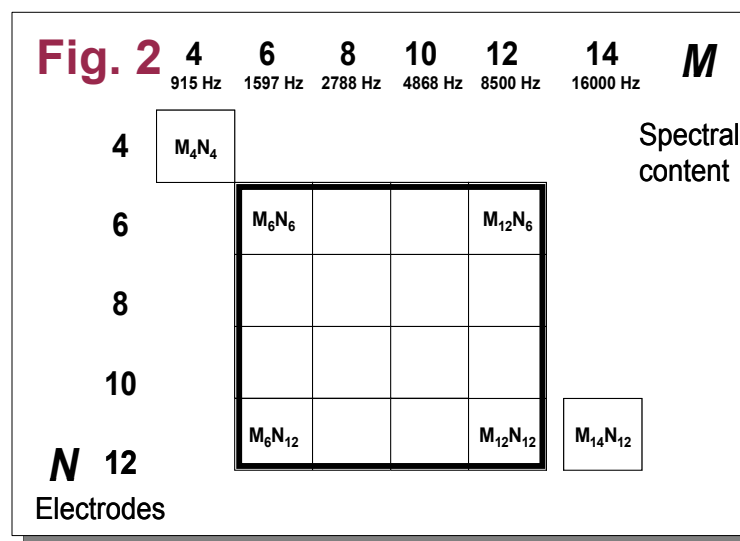 Fig. 2 4 6 8 10 12 14 M
915 Hz 1597 Hz 2788 Hz 4868 Hz 8500 Hz 16000 Hz
Spectral
content
4 M₄N₄
6 M₆N₆ M₁₂N₆
8
10
N 12 M₆N₁₂ M₁₂N₁₂ M₁₄N₁₂
Electrodes